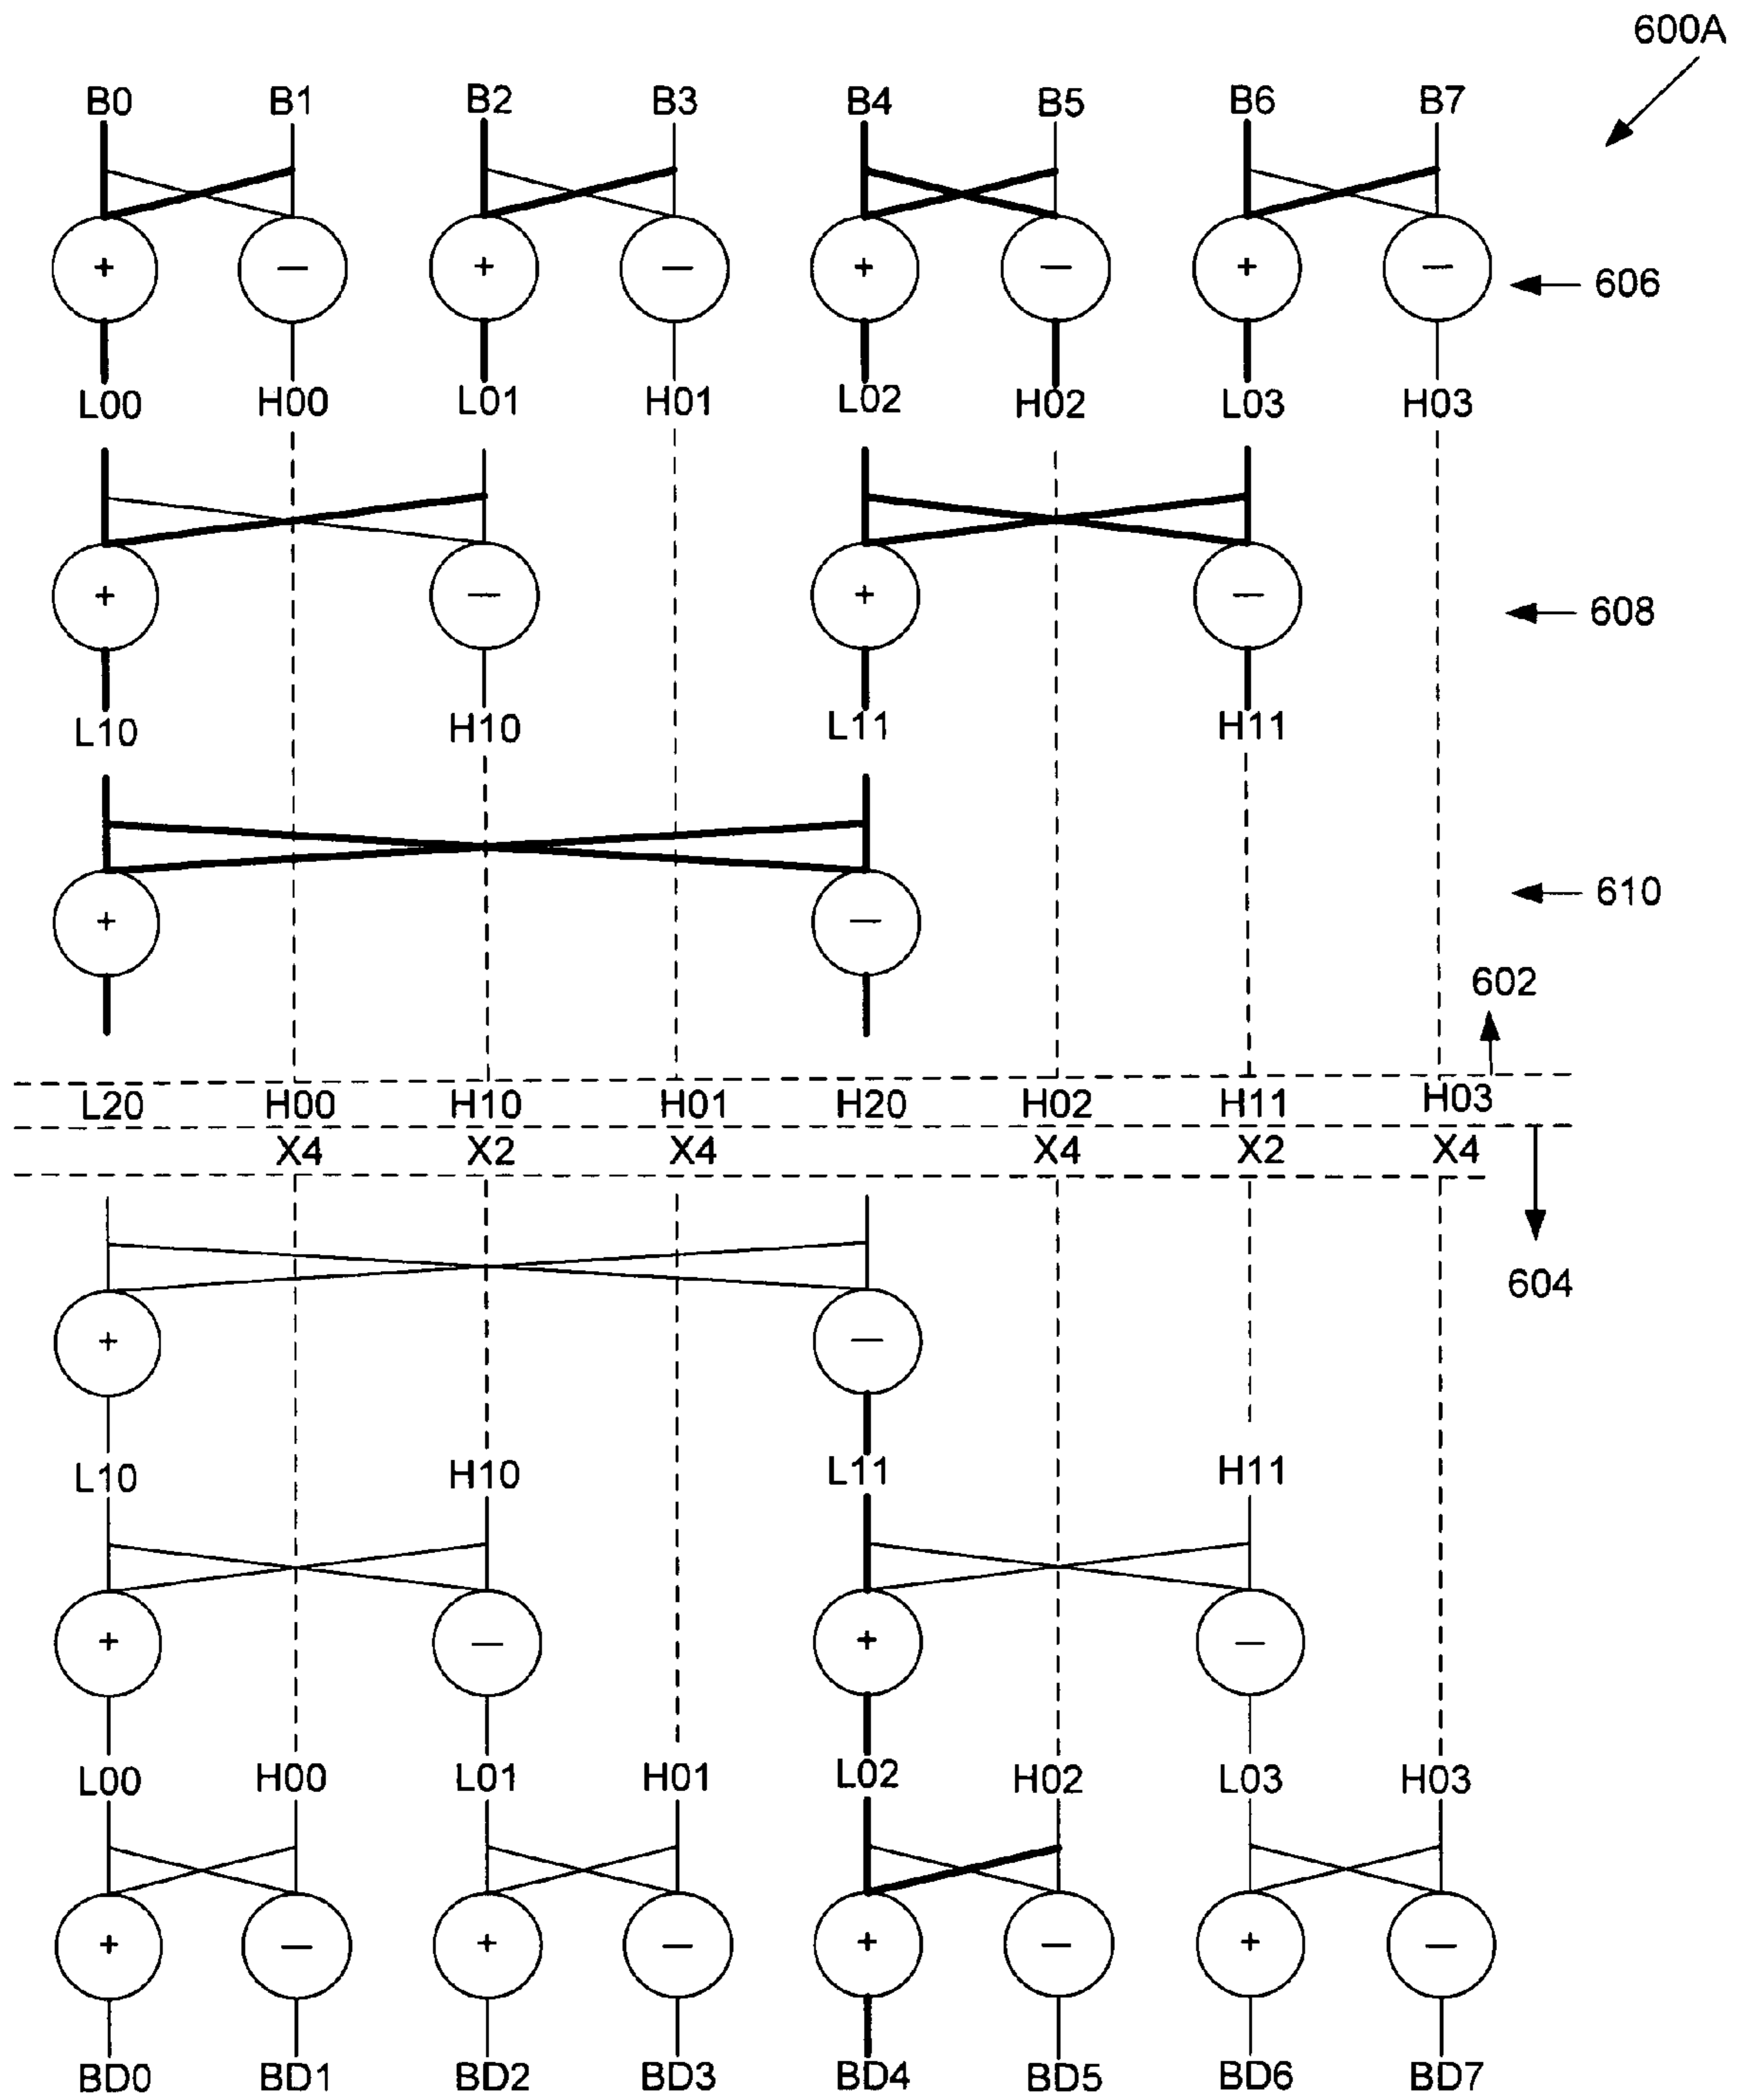 600A
B0 B1 B2 B3 B4 B5 B6 B7
+ — + — + — + —
606
L00 H00 L01 H01 L02 H02 L03 H03
+ — + —
608
L10 H10 L11 H11
+ —
610
602
L20 H00 H10 H01 H20 H02 H11 H03
X4 X2 X4 X4 X2 X4
604
+ —
L10 H10 L11 H11
+ — + —
L00 H00 L01 H01 L02 H02 L03 H03
+ — + — + — + —
BD0 BD1 BD2 BD3 BD4 BD5 BD6 BD7